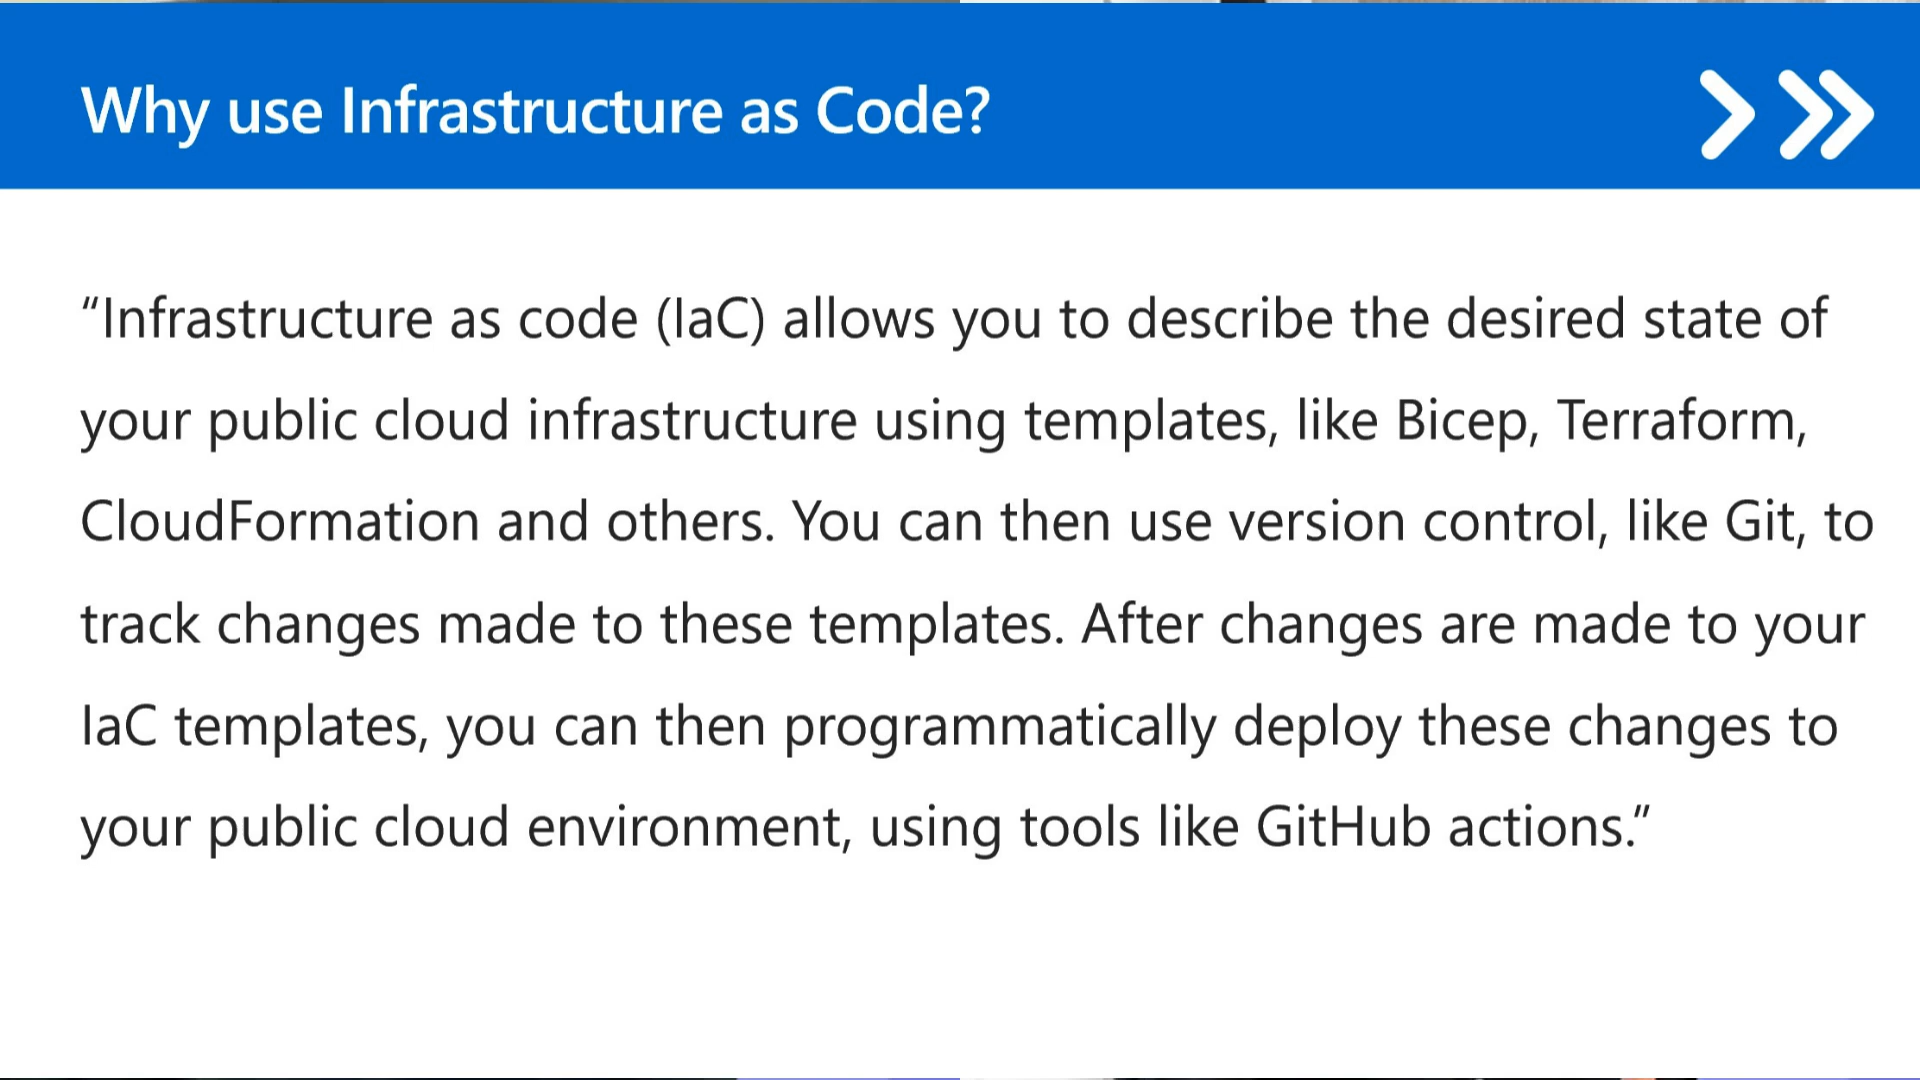 Why use Infrastructure as Code?
“Infrastructure as code (IaC) allows you to describe the desired state of
your public cloud infrastructure using templates, like Bicep, Terraform,
CloudFormation and others. You can then use version control, like Git, to
track changes made to these templates. After changes are made to your
IaC templates, you can then programmatically deploy these changes to
your public cloud environment, using tools like GitHub actions.”